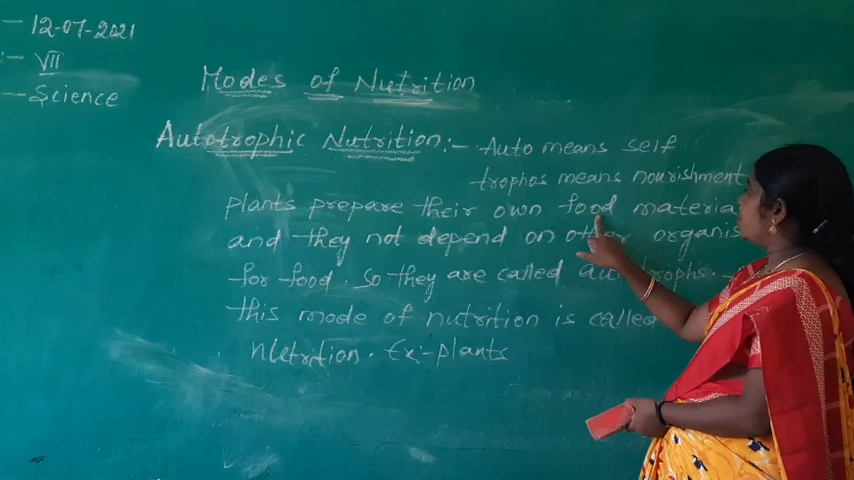 - 12-07-2021
:- VII
- Science
Modes of Nutrition
Autotrophic Nutrition:- Auto means self
trophos means nourishment
plants prepare their own food
and they not depend on other
for food. so they are called
this mode of nutrition is called
nutrition. Ex:-plants